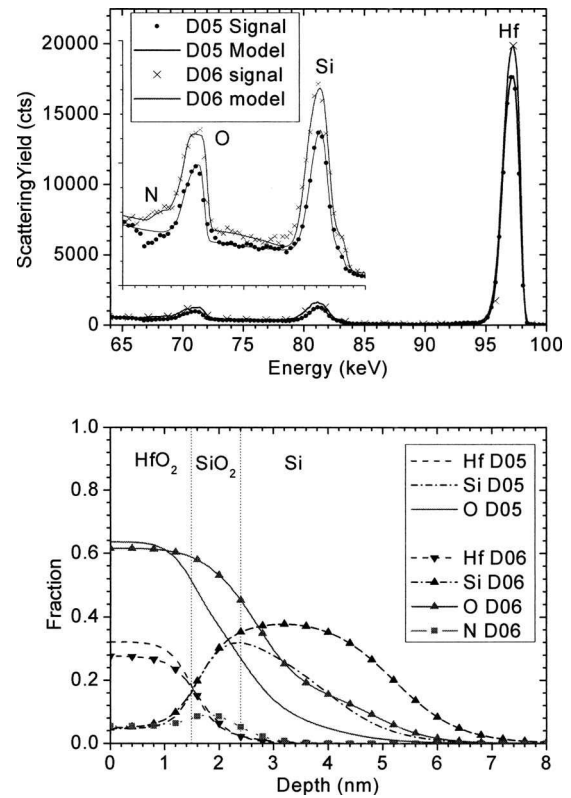 20000
15000
10000
5000
0
ScatteringYield (cts)
D05 Signal
D05 Model
D06 signal
D06 model
N
O
Si
Hf
65
70
75
80
85
90
95
100
Energy (keV)
1.0
0.8
0.6
0.4
0.2
0.0
Fraction
HfO2
SiO2
Si
Hf D05
Si D05
O D05
Hf D06
Si D06
O D06
N D06
0
1
2
3
4
5
6
7
8
Depth (nm)